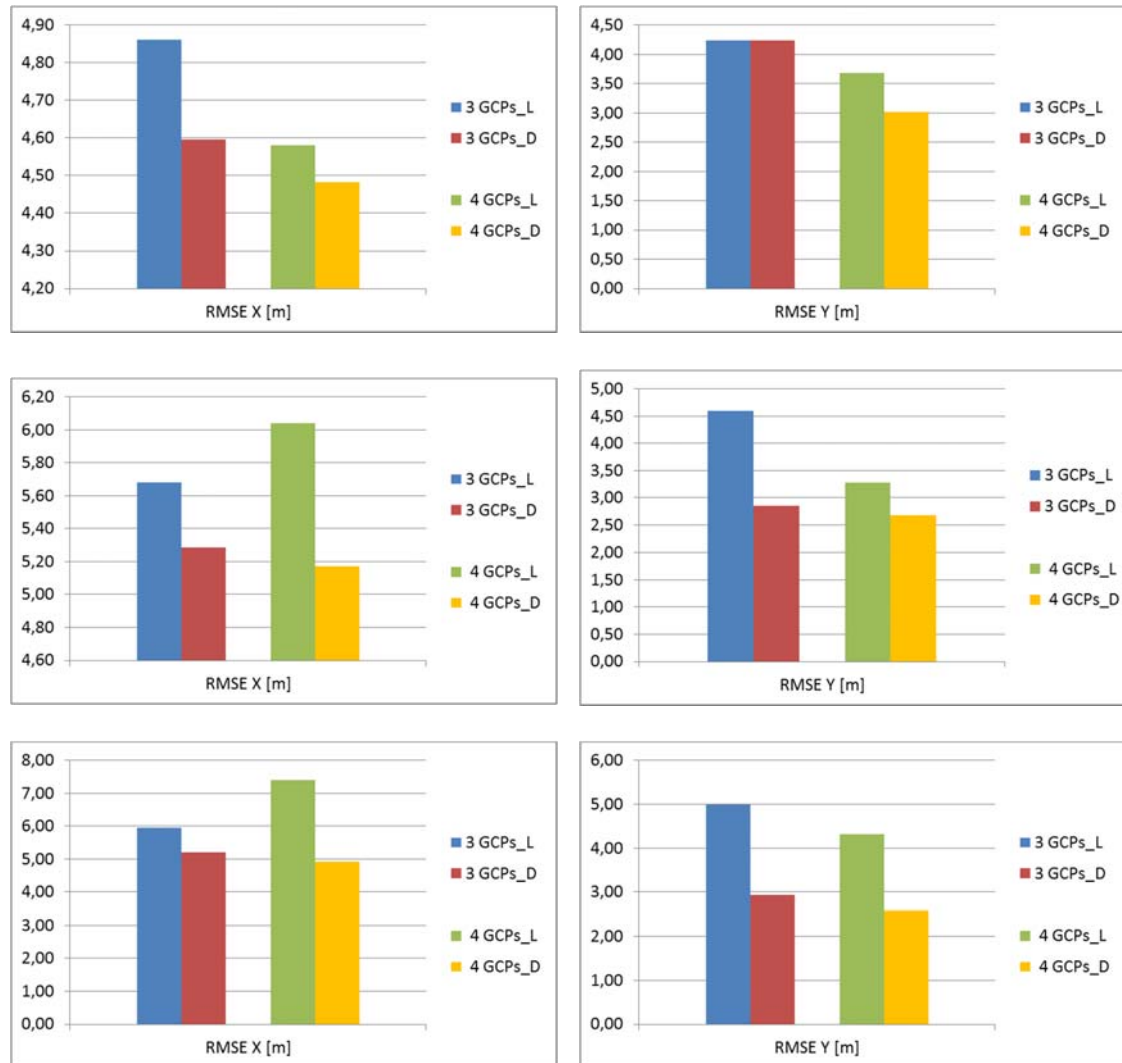 4,90
4,80
4,70
4,60
4,50
4,40
4,30
4,20
RMSE X [m]
3 GCPs_L
3 GCPs_D
4 GCPs_L
4 GCPs_D
4,50
4,00
3,50
3,00
2,50
2,00
1,50
1,00
0,50
0,00
RMSE Y [m]
3 GCPs_L
3 GCPs_D
4 GCPs_L
4 GCPs_D
6,20
6,00
5,80
5,60
5,40
5,20
5,00
4,80
4,60
RMSE X [m]
3 GCPs_L
3 GCPs_D
4 GCPs_L
4 GCPs_D
5,00
4,50
4,00
3,50
3,00
2,50
2,00
1,50
1,00
0,50
0,00
RMSE Y [m]
3 GCPs_L
3 GCPs_D
4 GCPs_L
4 GCPs_D
8,00
7,00
6,00
5,00
4,00
3,00
2,00
1,00
0,00
RMSE X [m]
3 GCPs_L
3 GCPs_D
4 GCPs_L
4 GCPs_D
6,00
5,00
4,00
3,00
2,00
1,00
0,00
RMSE Y [m]
3 GCPs_L
3 GCPs_D
4 GCPs_L
4 GCPs_D